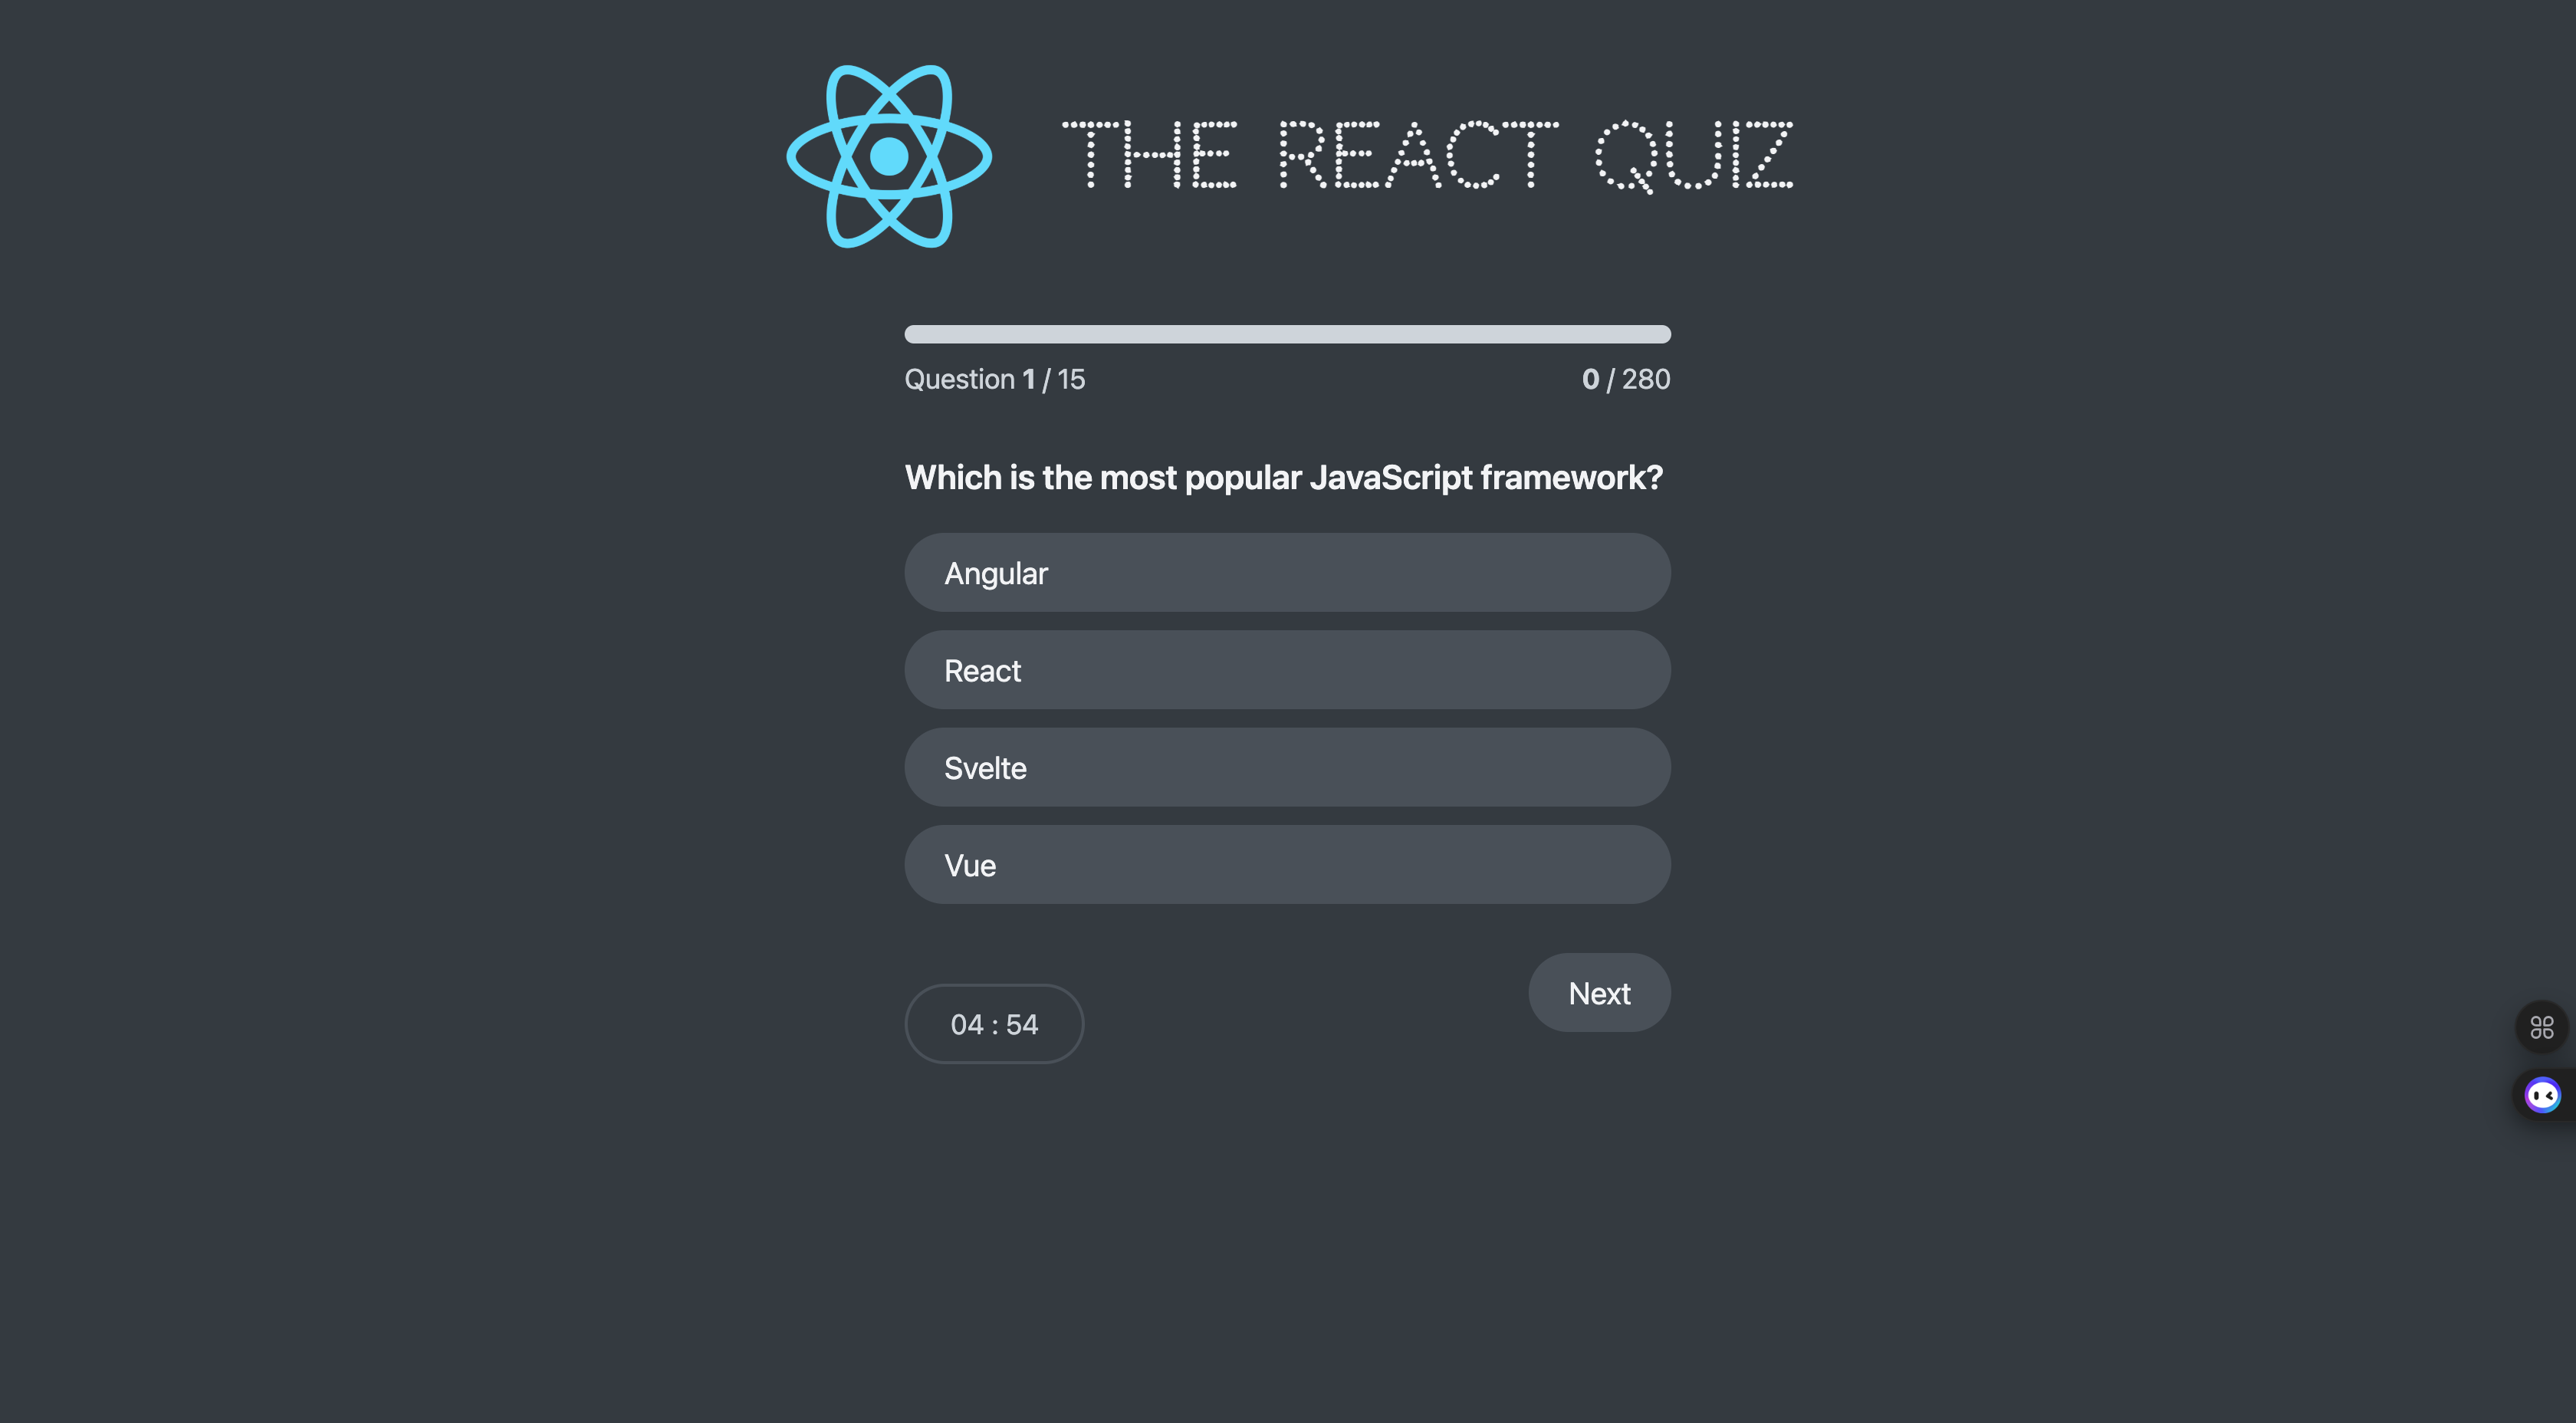 THE REACT QUIZ
Question 1 / 15
0 / 280
Which is the most popular JavaScript framework?
Angular
React
Svelte
Vue
Next
04 : 54